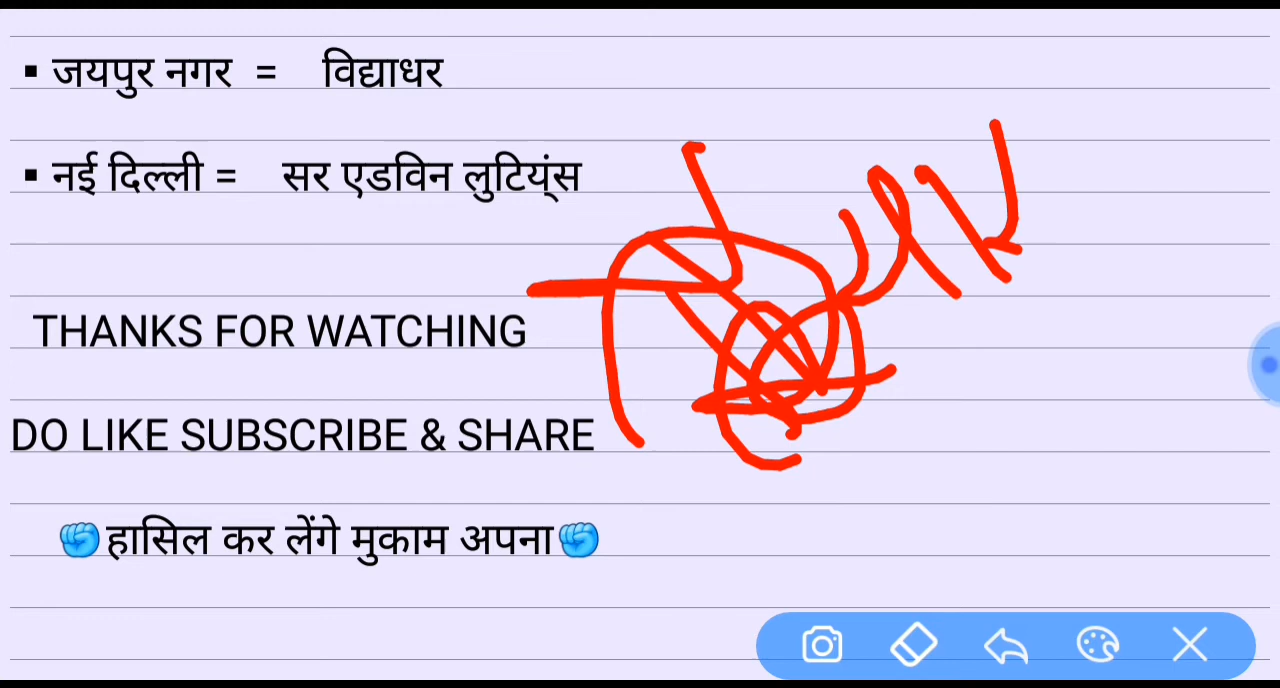 ▪ जयपुर नगर = विद्याधर
▪ नई दिल्ली = सर एडविन लुटिय्ंस
THANKS FOR WATCHING
DO LIKE SUBSCRIBE & SHARE
✊हासिल कर लेंगे मुकाम अपना✊